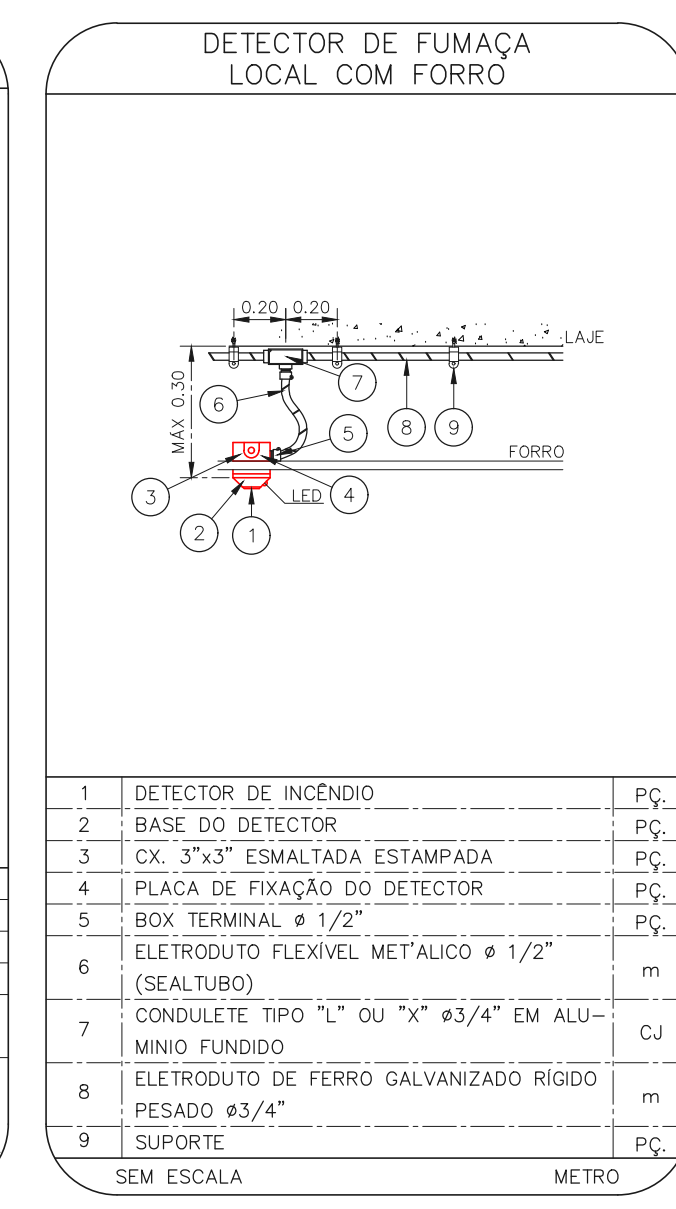 DETECTOR DE FUMAÇA
LOCAL COM FORRO
0.20 0.20
LAJE
MÁX 0.30
7
6
5
8
9
FORRO
3
LED
4
2
1
1 DETECTOR DE INCÊNDIO PÇ.
2 BASE DO DETECTOR PÇ.
3 CX. 3"x3" ESMALTADA ESTAMPADA PÇ.
4 PLACA DE FIXAÇÃO DO DETECTOR PÇ.
5 BOX TERMINAL ø 1/2" PÇ.
6 ELETRODUTO FLEXÍVEL MET'ALICO ø 1/2"
(SEALTUBO) m
7 CONDULETE TIPO "L" OU "X" ø3/4" EM ALU-
MINIO FUNDIDO CJ
8 ELETRODUTO DE FERRO GALVANIZADO RÍGIDO
PESADO ø3/4" m
9 SUPORTE PÇ.
SEM ESCALA METRO